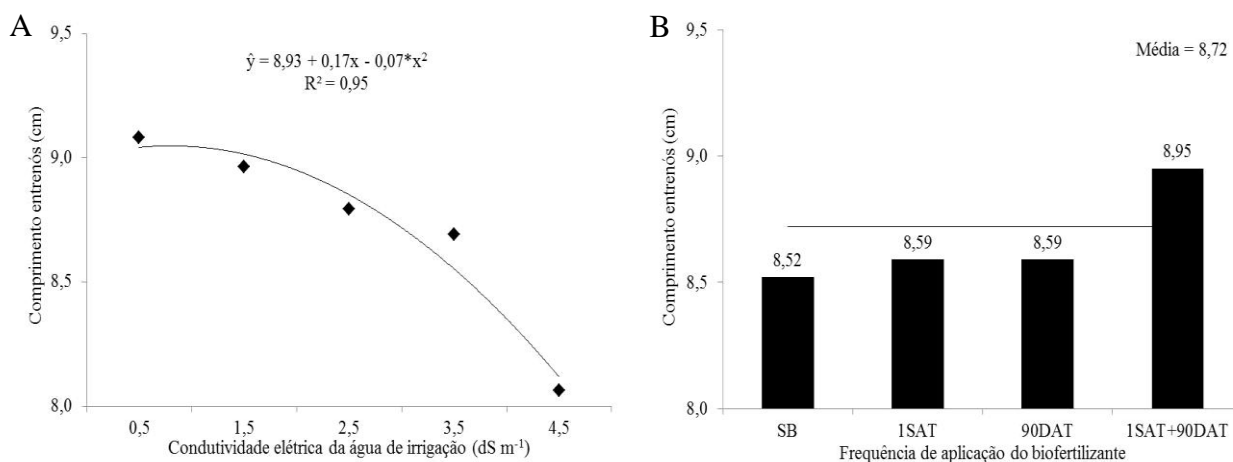 A
Comprimento entrenós (cm)
9,5
9,0
8,5
8,0
ŷ = 8,93 + 0,17x - 0,07*x²
R² = 0,95
0,5 1,5 2,5 3,5 4,5
Condutividade elétrica da água de irrigação (dS m⁻¹)
B
Comprimento entrenós (cm)
9,5
9,0
8,5
8,0
Média = 8,72
8,52
8,59
8,59
8,95
SB 1SAT 90DAT 1SAT+90DAT
Frequência de aplicação do biofertilizante